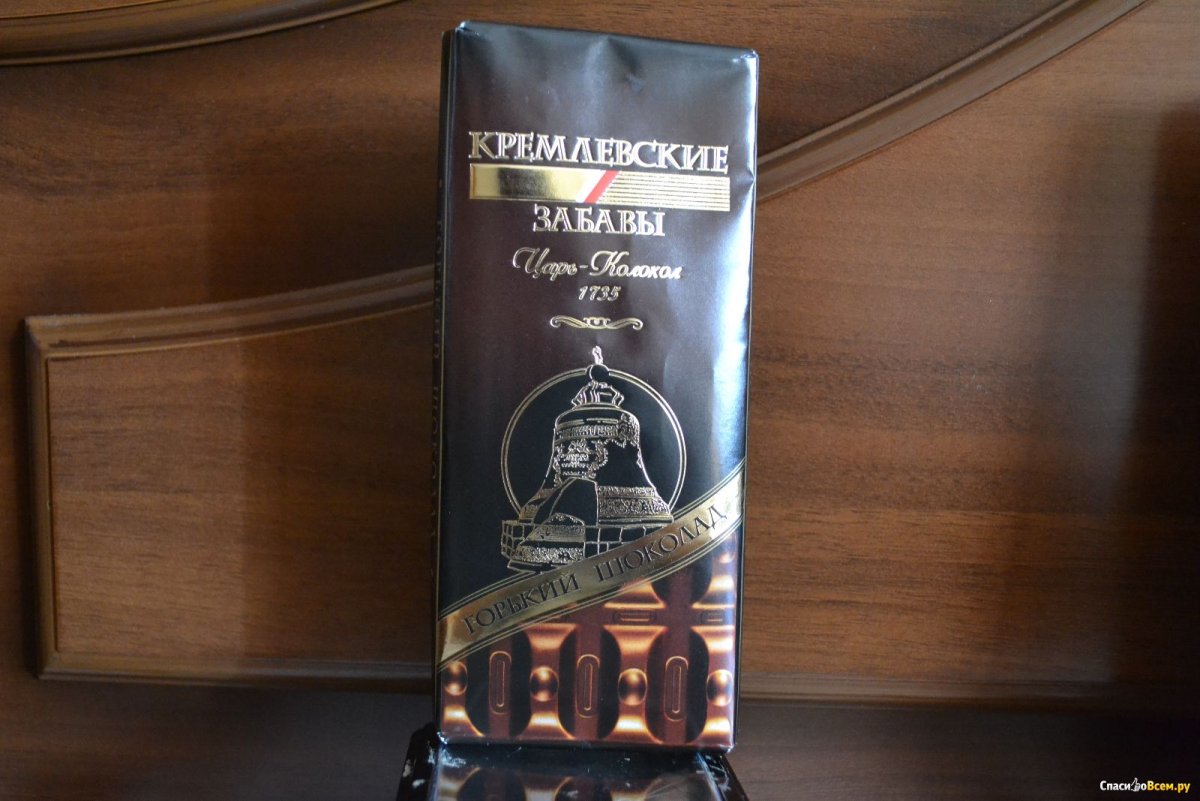 КРЕМЛЕВСКИЕ
ЗАБАВЫ
Царь-Колокол
1735
ГОРЬКИЙ ШОКОЛАД
СпасибоВсем.ру